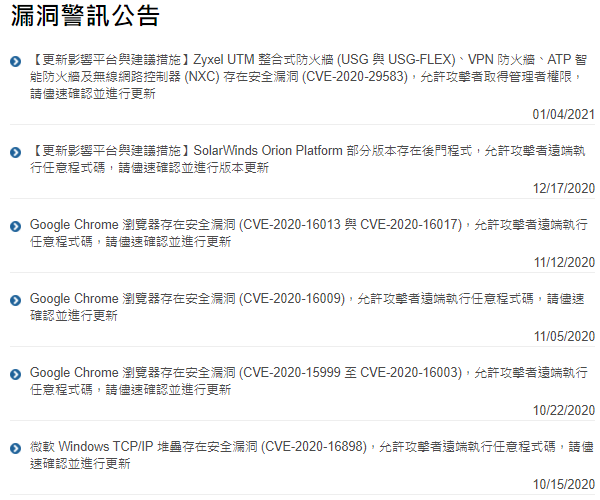 漏洞警訊公告
【更新影響平台與建議措施】Zyxel UTM 整合式防火牆 (USG 與 USG-FLEX)、VPN 防火牆、ATP 智
能防火牆及無線網路控制器 (NXC) 存在安全漏洞 (CVE-2020-29583)，允許攻擊者取得管理者權限，
請儘速確認並進行更新
01/04/2021
【更新影響平台與建議措施】SolarWinds Orion Platform 部分版本存在後門程式，允許攻擊者遠端執
行任意程式碼，請儘速確認並進行版本更新
12/17/2020
Google Chrome 瀏覽器存在安全漏洞 (CVE-2020-16013 與 CVE-2020-16017)，允許攻擊者遠端執行
任意程式碼，請儘速確認並進行更新
11/12/2020
Google Chrome 瀏覽器存在安全漏洞 (CVE-2020-16009)，允許攻擊者遠端執行任意程式碼，請儘速
確認並進行更新
11/05/2020
Google Chrome 瀏覽器存在安全漏洞 (CVE-2020-15999 至 CVE-2020-16003)，允許攻擊者遠端執行
任意程式碼，請儘速確認並進行更新
10/22/2020
微軟 Windows TCP/IP 堆疊存在安全漏洞 (CVE-2020-16898)，允許攻擊者遠端執行任意程式碼，請儘
速確認並進行更新
10/15/2020